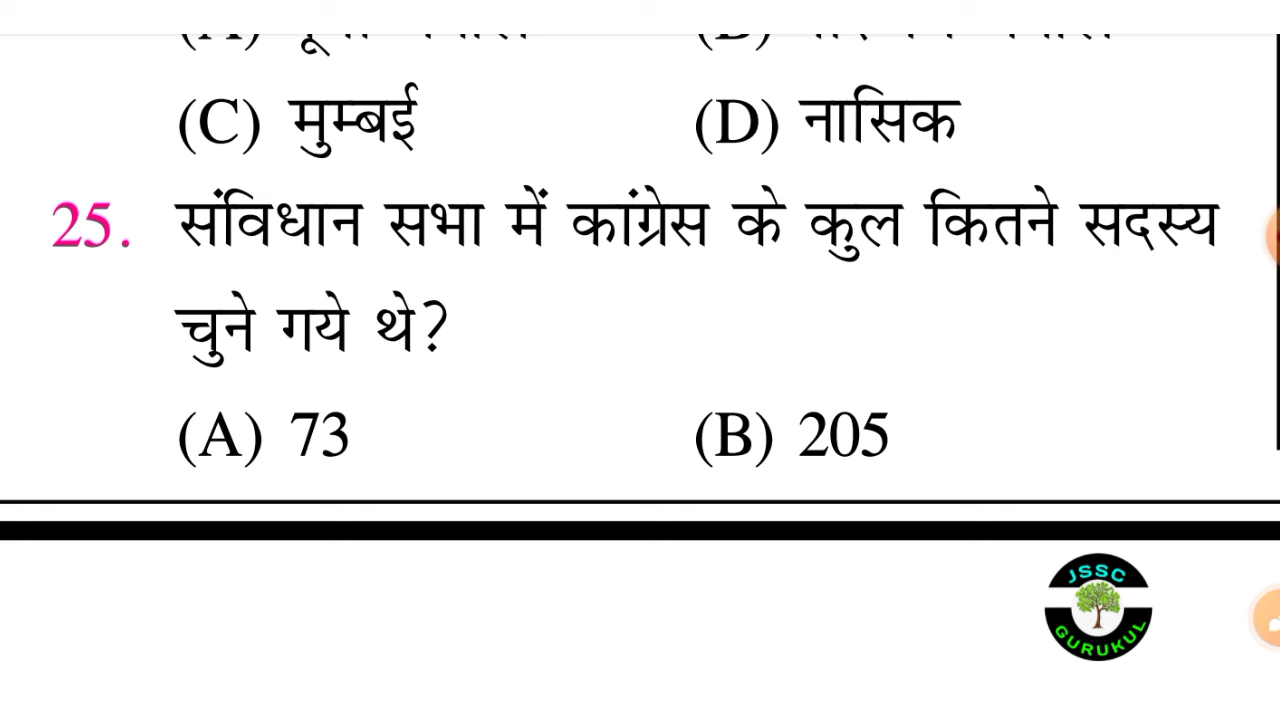 (C) मुम्बई (D) नासिक
25. संविधान सभा में कांग्रेस के कुल कितने सदस्य
चुने गये थे?
(A) 73 (B) 205
JSSC
GURUKUL